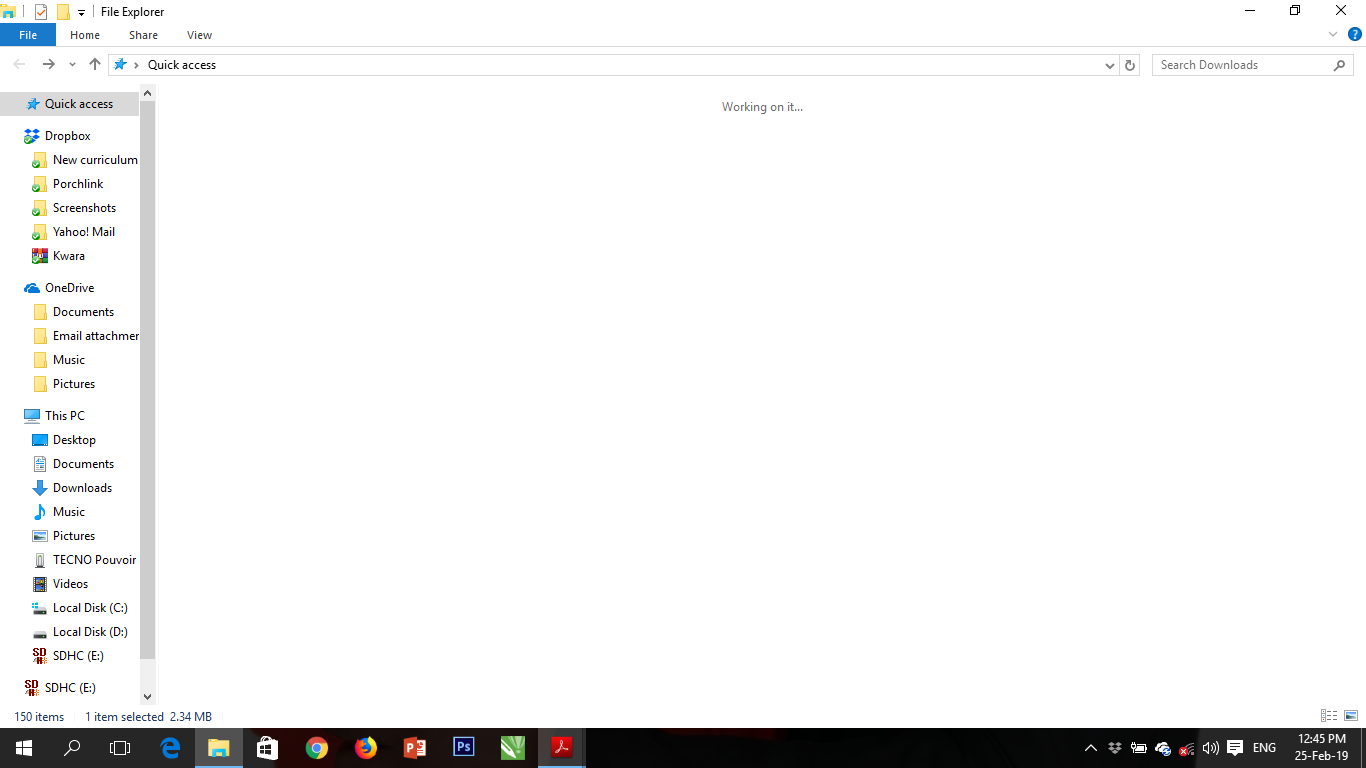 File Explorer
File Home Share View
Quick access
Search Downloads
Working on it...
Quick access
Dropbox
New curriculum
Porchlink
Screenshots
Yahoo! Mail
Kwara
OneDrive
Documents
Email attachmer
Music
Pictures
This PC
Desktop
Documents
Downloads
Music
Pictures
TECNO Pouvoir
Videos
Local Disk (C:)
Local Disk (D:)
SD SDHC (E:)
SD SDHC (E:)
150 items 1 item selected 2.34 MB
Ps
ENG
12:45 PM
25-Feb-19